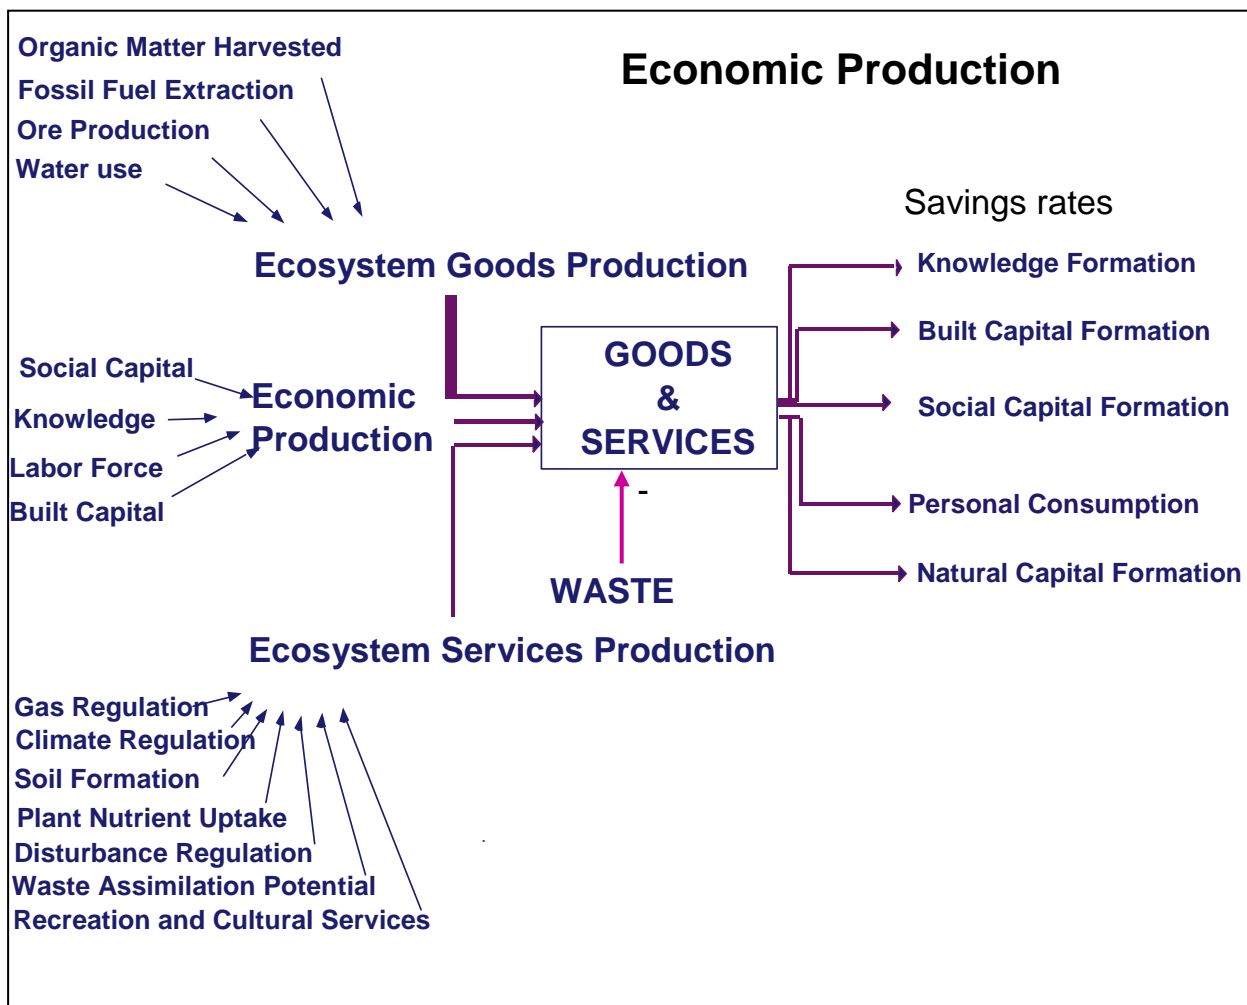 Economic Production
Organic Matter Harvested
Fossil Fuel Extraction
Ore Production
Water use
Ecosystem Goods Production
Social Capital
Knowledge
Labor Force
Built Capital
Economic
Production
GOODS
&
SERVICES
-
WASTE
Ecosystem Services Production
Gas Regulation
Climate Regulation
Soil Formation
Plant Nutrient Uptake
Disturbance Regulation
Waste Assimilation Potential
Recreation and Cultural Services
Savings rates
Knowledge Formation
Built Capital Formation
Social Capital Formation
Personal Consumption
Natural Capital Formation